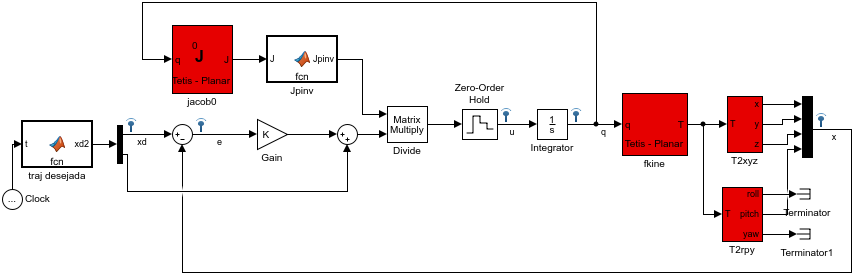 0
J
q
J
Tetis - Planar
jacob0
J
Jpinv
fcn
Jpinv
Zero-Order
Hold
t
xd2
fcn
traj desejada
...
Clock
xd
+
-
e
K
Gain
+
+
Matrix
Multiply
Divide
u
1
s
Integrator
q
q
T
Tetis - Planar
fkine
T
x
y
z
T2xyz
x
T
roll
pitch
yaw
T2rpy
Terminator
Terminator1